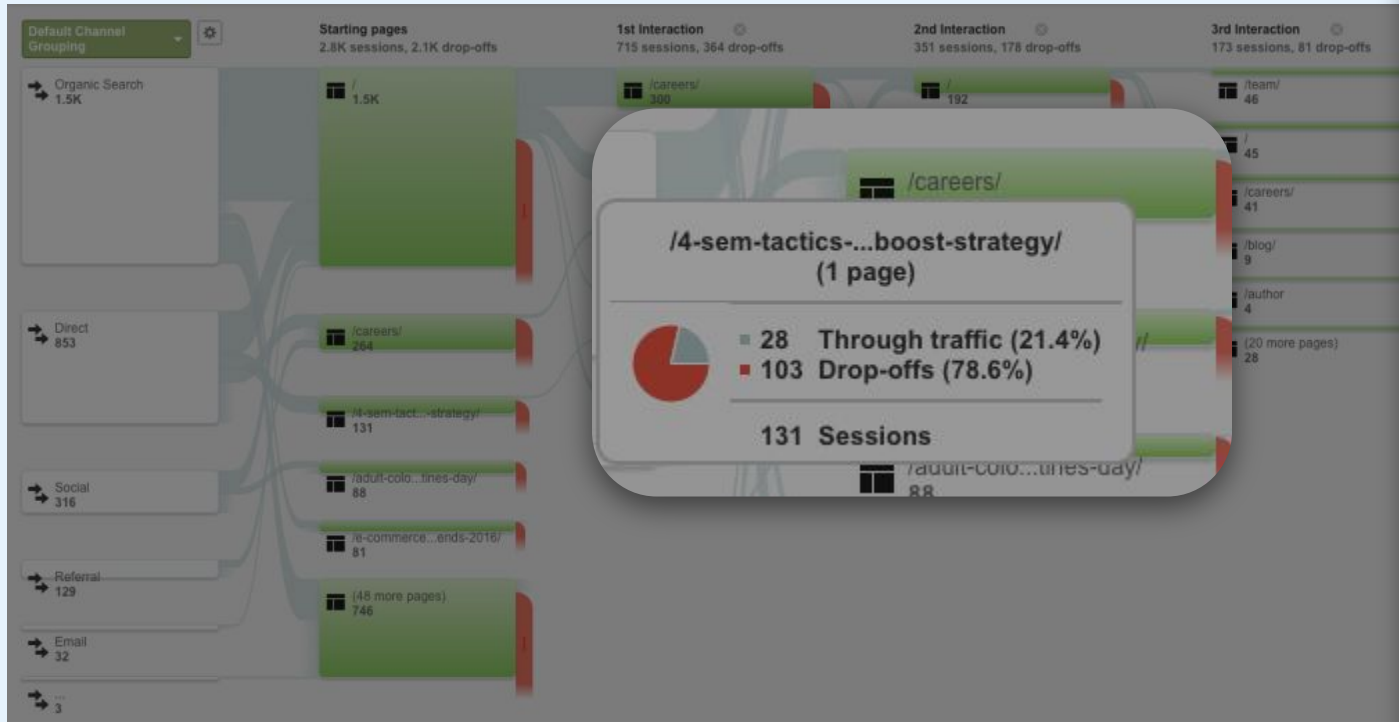 Default Channel
Grouping
Starting pages
2.8K sessions, 2.1K drop-offs
1st Interaction
715 sessions, 364 drop-offs
2nd Interaction
351 sessions, 178 drop-offs
3rd Interaction
173 sessions, 81 drop-offs
Organic Search
1.5K
Direct
853
Social
316
Referral
129
Email
32
...
3
/
1.5K
/careers/
264
/4-sem-tact...-strategy/
131
/adult-colo...tines-day/
88
/e-commerce...ends-2016/
81
(48 more pages)
746
/careers/
300
/
192
/team/
46
/
45
/careers/
41
/blog/
9
/author
4
(20 more pages)
28
/careers/
/4-sem-tactics-...boost-strategy/
(1 page)
28 Through traffic (21.4%)
103 Drop-offs (78.6%)
131 Sessions
y/
/adult-colo...tines-day/
88